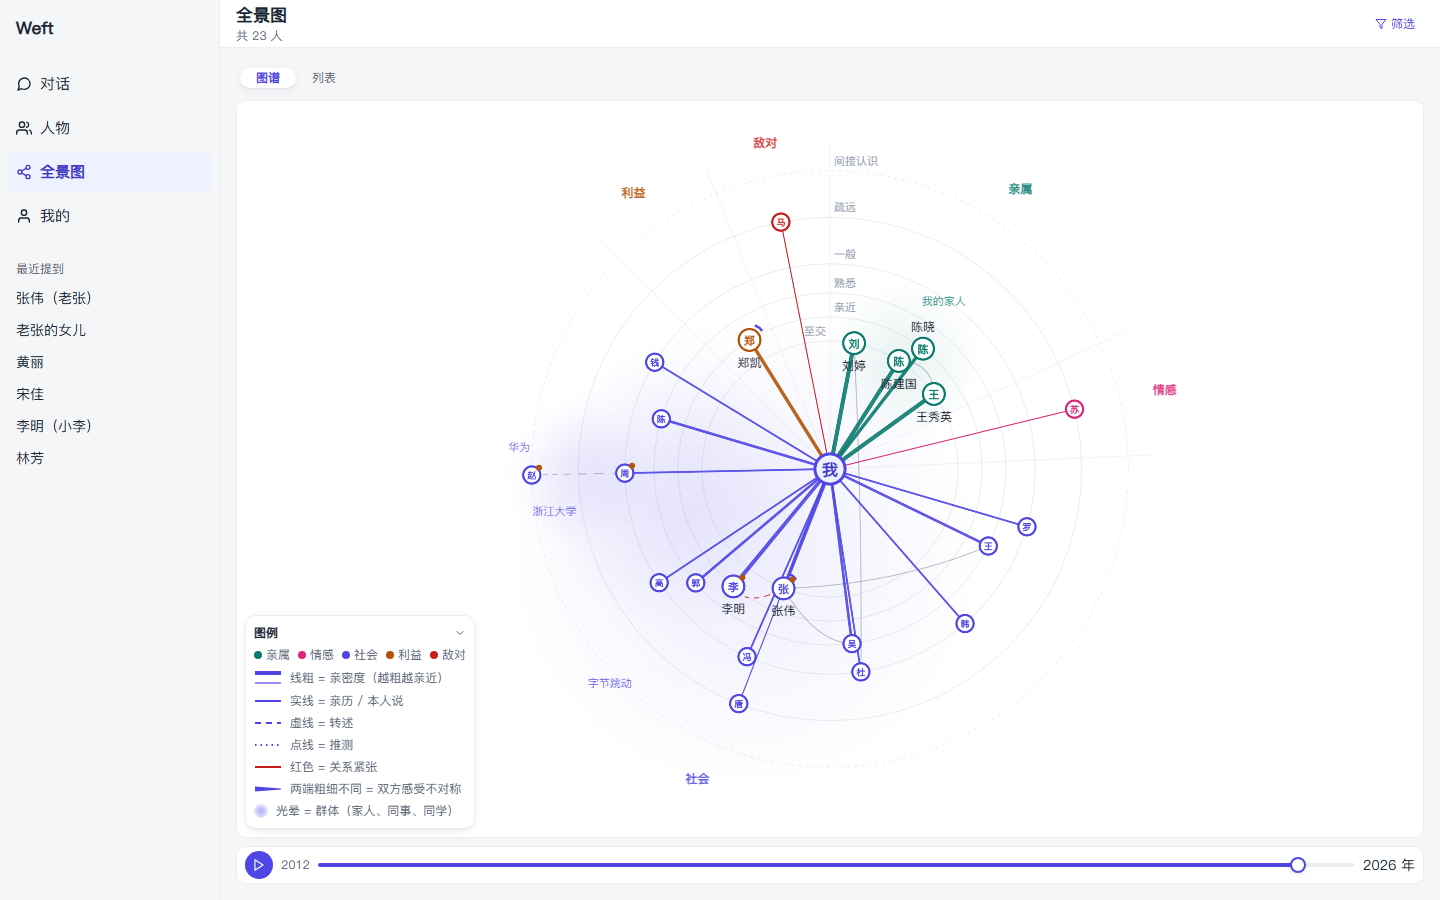 Weft
对话
人物
全景图
我的
最近提到
张伟（老张）
老张的女儿
黄丽
宋佳
李明（小李）
林芳
全景图
共 23 人
筛选
图谱
列表
敌对
间接认识
利益
亲属
疏远
马
一般
熟悉
我的家人
亲近
陈晓
至交
郑
刘
陈
陈
钱
郑凯
刘婷
陈建国
王
情感
苏
陈
王秀英
华为
赵
周
我
浙江大学
罗
王
高
郭
李
张
李明
张伟
韩
吴
冯
杜
字节跳动
唐
社会
图例
亲属 情感 社会 利益 敌对
线粗 = 亲密度（越粗越亲近）
实线 = 亲历 / 本人说
虚线 = 转述
点线 = 推测
红色 = 关系紧张
两端粗细不同 = 双方感受不对称
光晕 = 群体（家人、同事、同学）
2012
2026 年